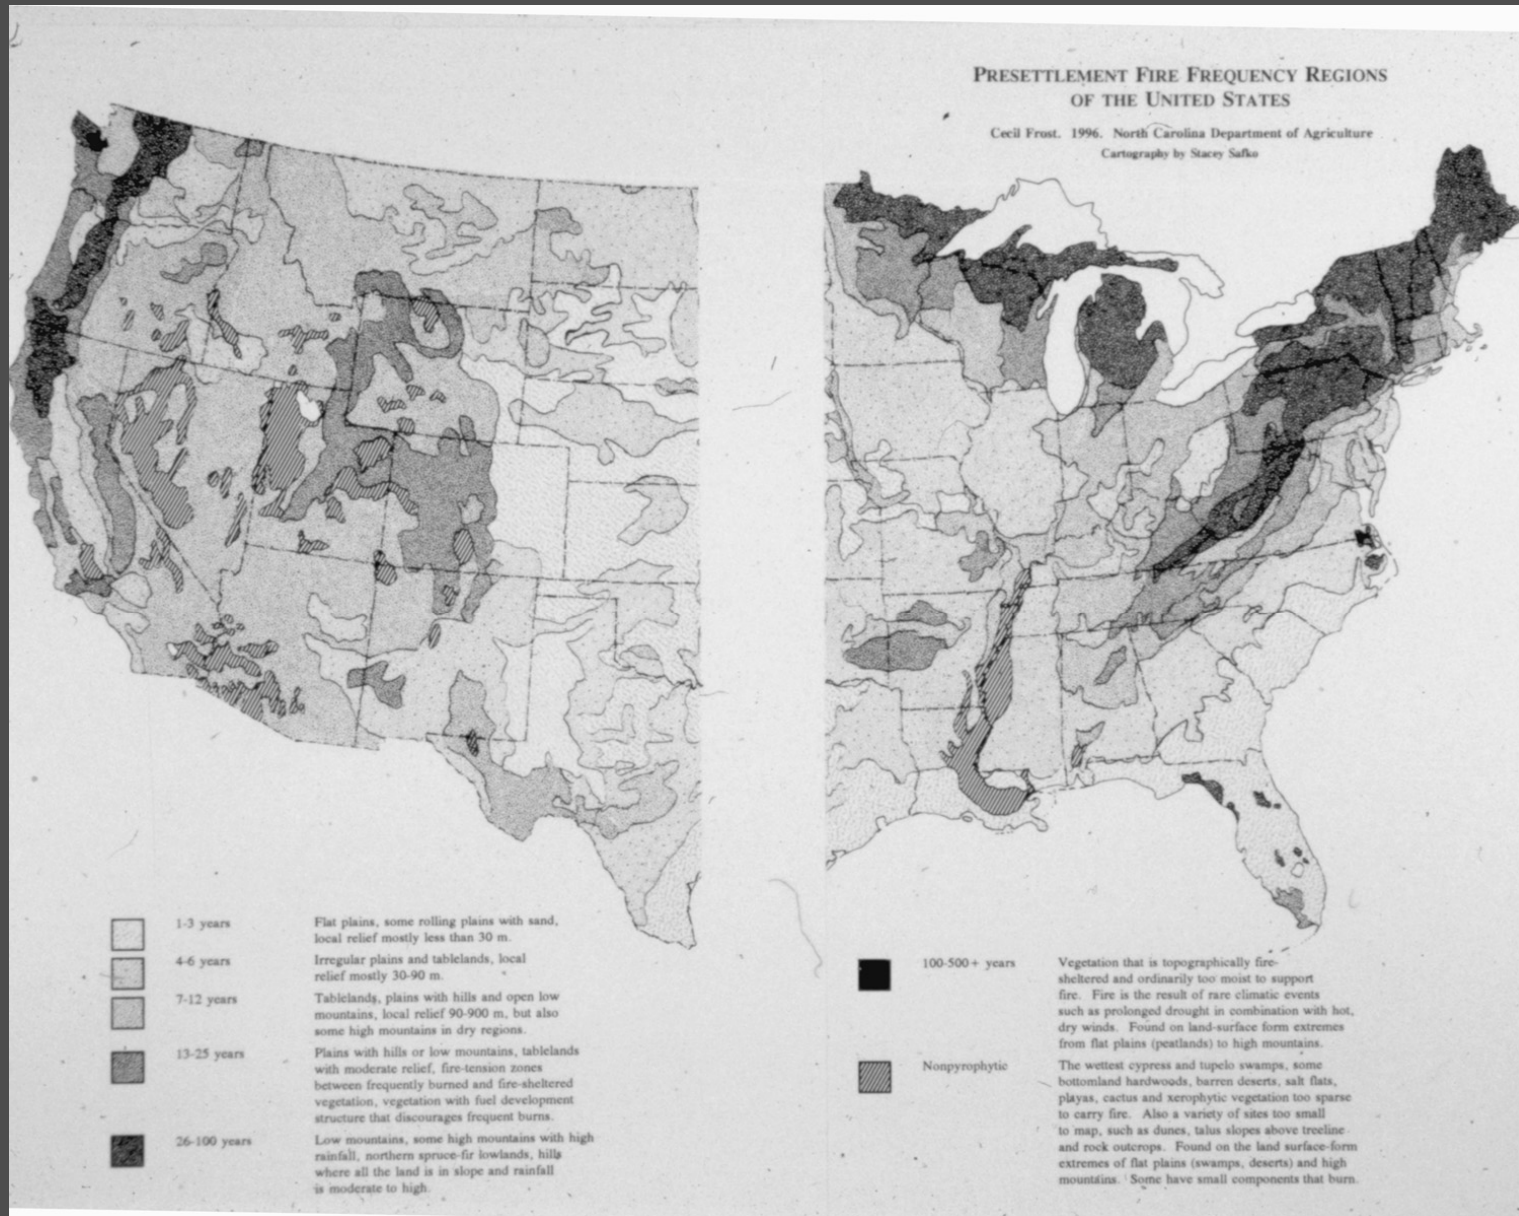 PRESETTLEMENT FIRE FREQUENCY REGIONS
OF THE UNITED STATES
Cecil Frost. 1996. North Carolina Department of Agriculture
Cartography by Stacey Safko
1-3 years
Flat plains, some rolling plains with sand,
local relief mostly less than 30 m.
4-6 years
Irregular plains and tablelands, local
relief mostly 30-90 m.
7-12 years
Tablelands, plains with hills and open low
mountains, local relief 90-900 m, but also
some high mountains in dry regions.
13-25 years
Plains with hills or low mountains, tablelands
with moderate relief, fire-tension zones
between frequently burned and fire-sheltered
vegetation, vegetation with fuel development
structure that discourages frequent burns.
26-100 years
Low mountains, some high mountains with high
rainfall, northern spruce-fir lowlands, hills
where all the land is in slope and rainfall
is moderate to high.
100-500+ years
Vegetation that is topographically fire-
sheltered and ordinarily too moist to support
fire. Fire is the result of rare climatic events
such as prolonged drought in combination with hot,
dry winds. Found on land-surface form extremes
from flat plains (peatlands) to high mountains.
Nonpyrophytic
The wettest cypress and tupelo swamps, some
bottomland hardwoods, barren deserts, salt flats,
playas, cactus and xerophytic vegetation too sparse
to carry fire. Also a variety of sites too small
to map, such as dunes, talus slopes above treeline
and rock outcrops. Found on the land surface-form
extremes of flat plains (swamps, deserts) and high
mountains. Some have small components that burn.